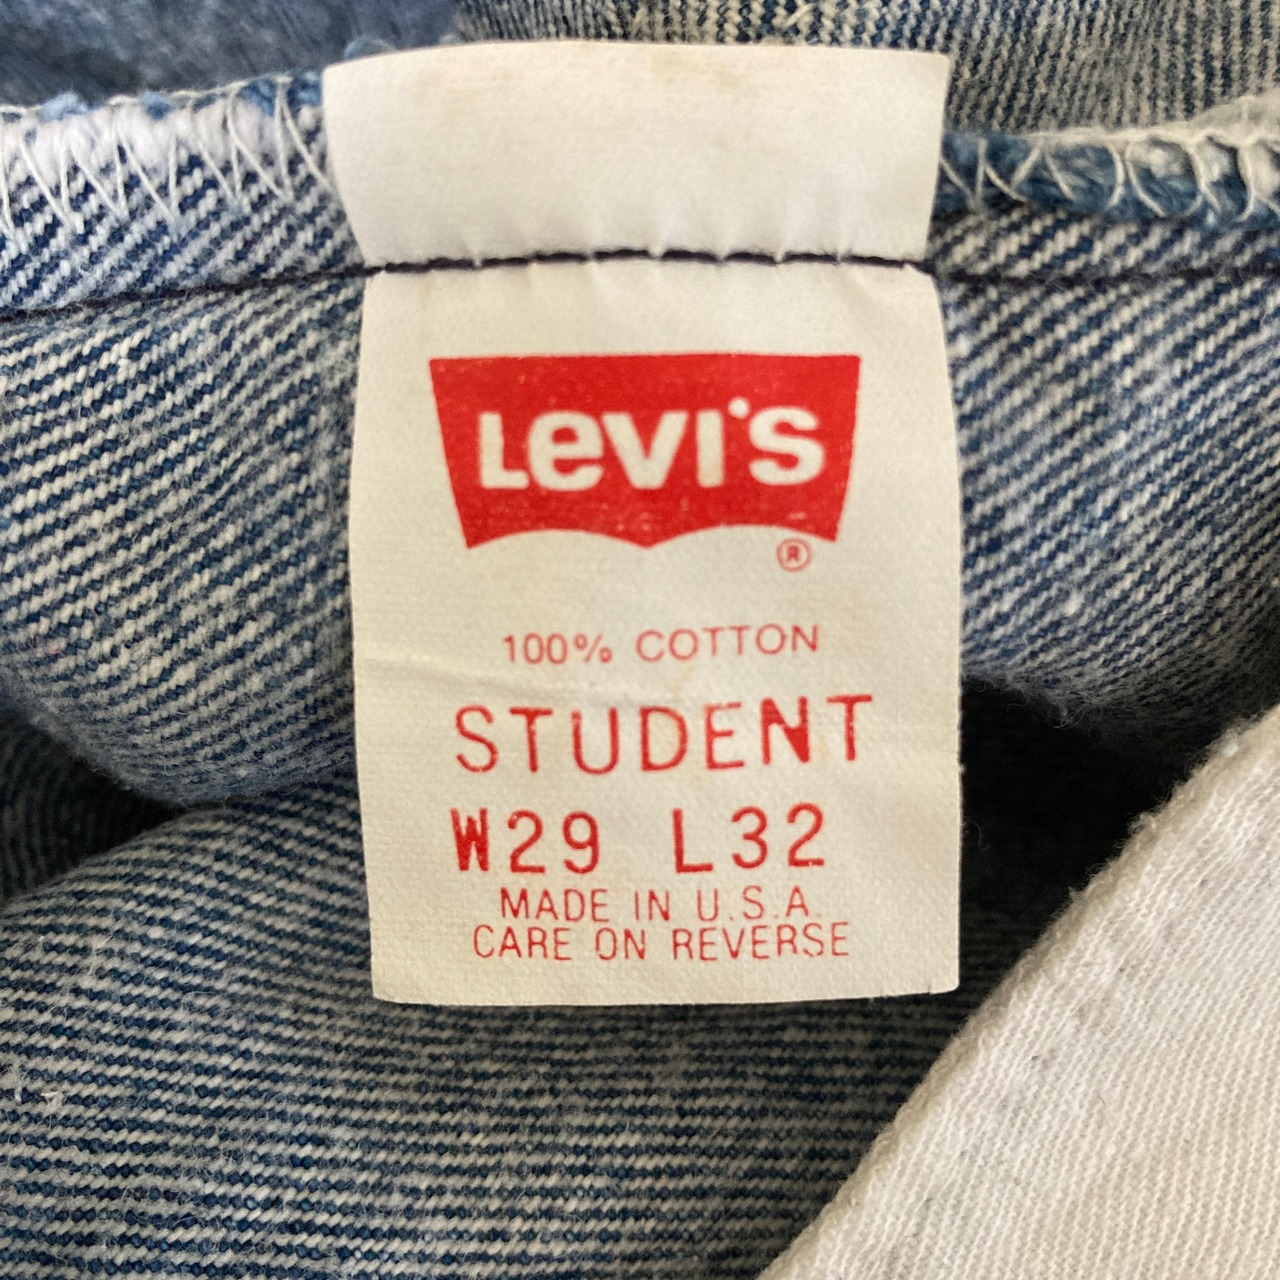 Levi's
®
100% COTTON
STUDENT
W29 L32
MADE IN U.S.A.
CARE ON REVERSE